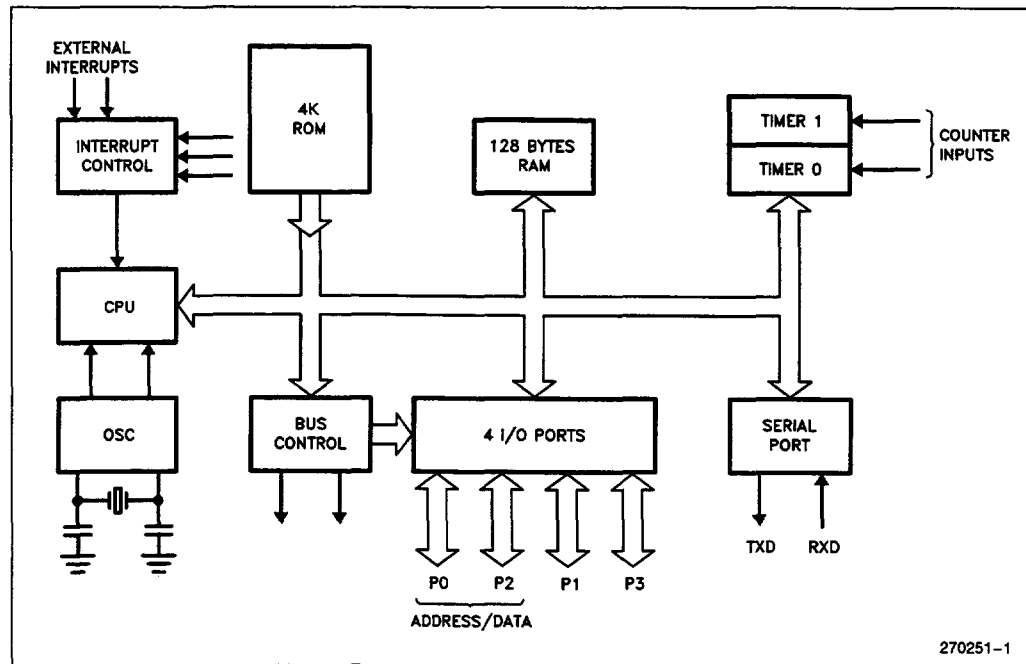 EXTERNAL
INTERRUPTS
INTERRUPT
CONTROL
4K
ROM
128 BYTES
RAM
TIMER 1
TIMER 0
COUNTER
INPUTS
CPU
OSC
BUS
CONTROL
4 I/O PORTS
SERIAL
PORT
TXD
RXD
P0
P2
P1
P3
ADDRESS/DATA
270251-1